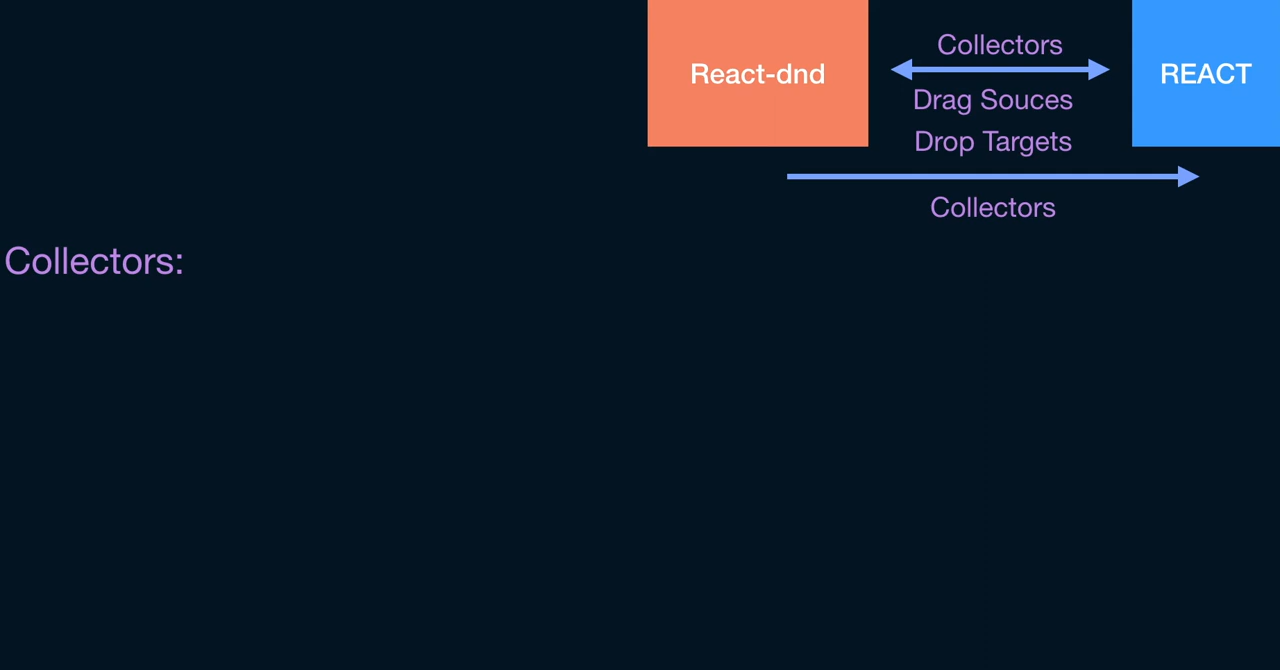 Collectors
React-dnd
REACT
Drag Souces
Drop Targets
Collectors
Collectors: